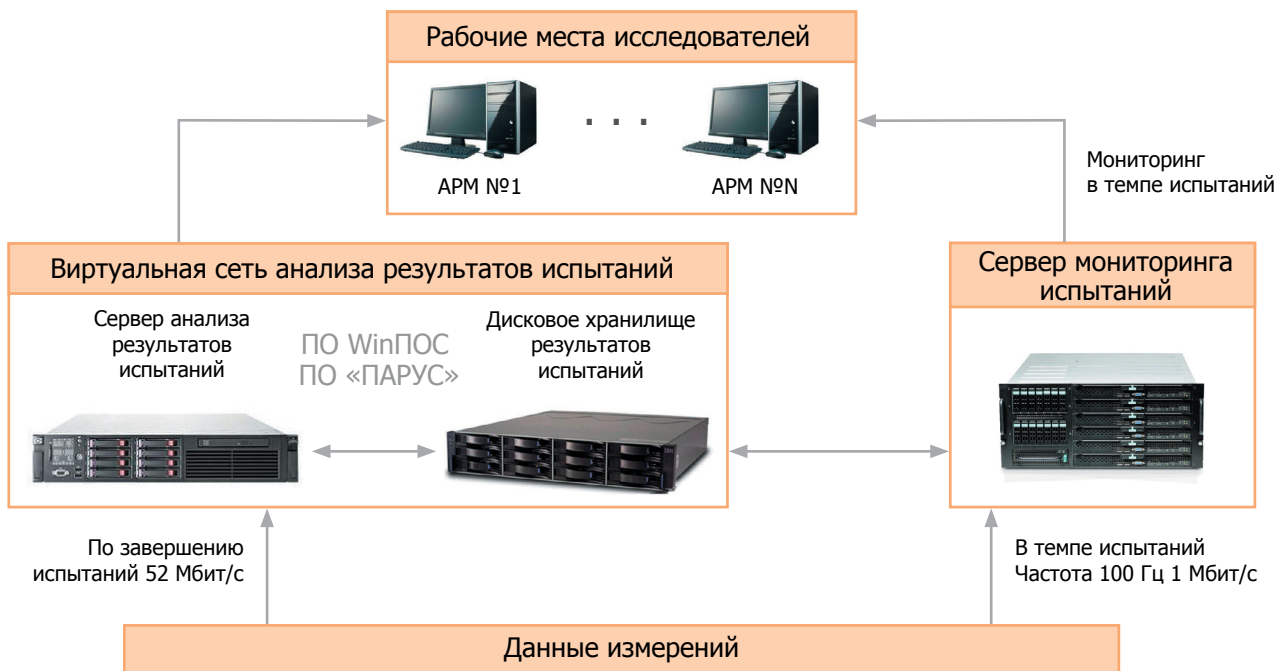 Рабочие места исследователей
. . .
АРМ №1
АРМ №N
Мониторинг
в темпе испытаний
Виртуальная сеть анализа результатов испытаний
Сервер анализа
результатов
испытаний
ПО WinПОС
ПО «ПАРУС»
Дисковое хранилище
результатов
испытаний
Сервер мониторинга
испытаний
По завершению
испытаний 52 Мбит/с
В темпе испытаний
Частота 100 Гц 1 Мбит/с
Данные измерений